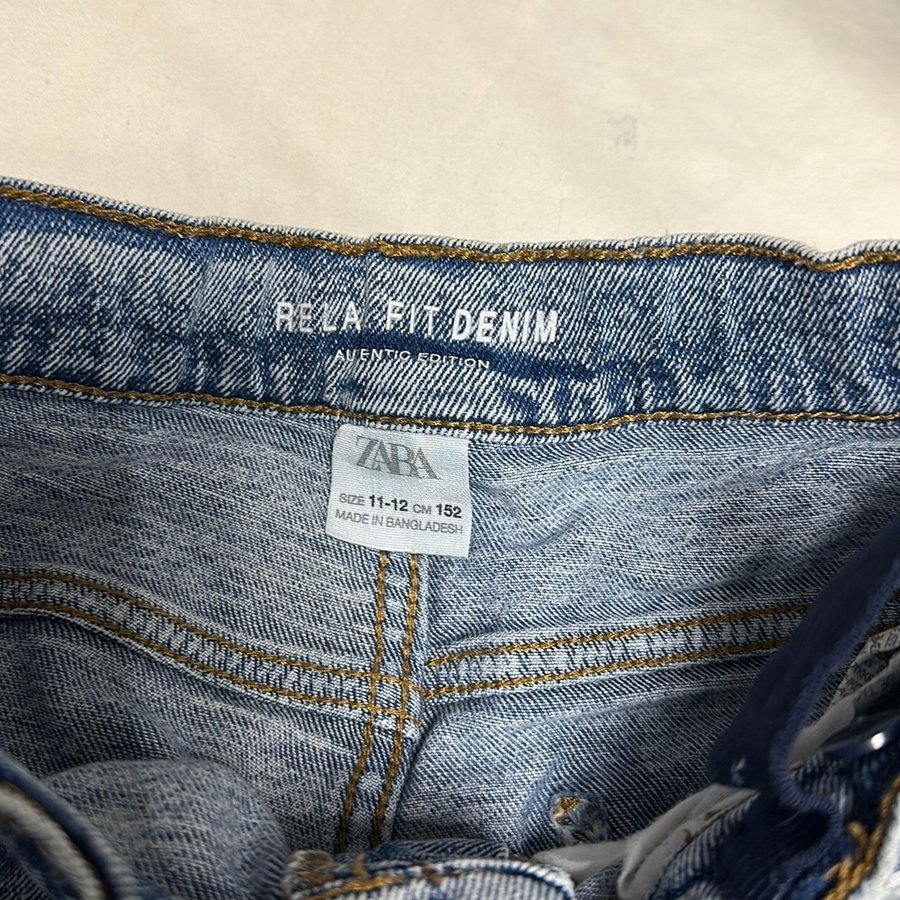 RELA FIT DENIM
AUENTIC EDITION
ZARA
SIZE 11-12 CM 152
MADE IN BANGLADESH